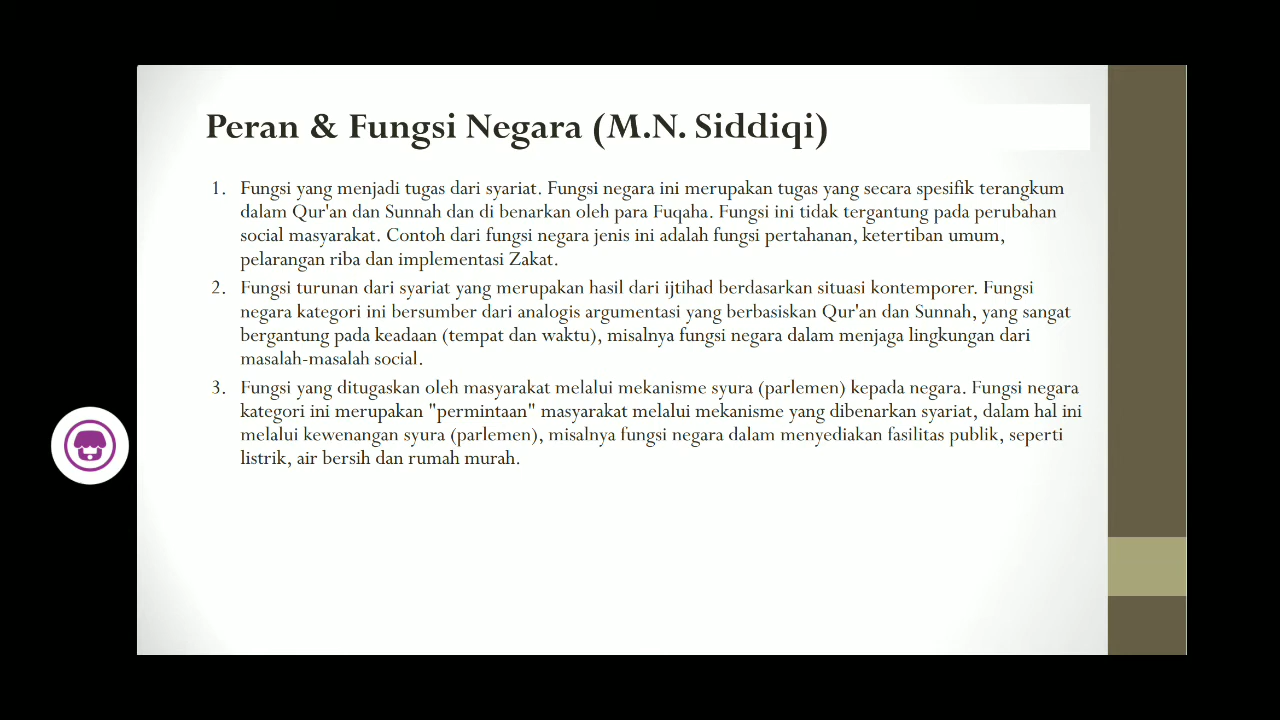 Peran & Fungsi Negara (M.N. Siddiqi)
1. Fungsi yang menjadi tugas dari syariat. Fungsi negara ini merupakan tugas yang secara spesifik terangkum
dalam Qur'an dan Sunnah dan di benarkan oleh para Fuqaha. Fungsi ini tidak tergantung pada perubahan
social masyarakat. Contoh dari fungsi negara jenis ini adalah fungsi pertahanan, ketertiban umum,
pelarangan riba dan implementasi Zakat.
2. Fungsi turunan dari syariat yang merupakan hasil dari ijtihad berdasarkan situasi kontemporer. Fungsi
negara kategori ini bersumber dari analogis argumentasi yang berbasiskan Qur'an dan Sunnah, yang sangat
bergantung pada keadaan (tempat dan waktu), misalnya fungsi negara dalam menjaga lingkungan dari
masalah-masalah social.
3. Fungsi yang ditugaskan oleh masyarakat melalui mekanisme syura (parlemen) kepada negara. Fungsi negara
kategori ini merupakan "permintaan" masyarakat melalui mekanisme yang dibenarkan syariat, dalam hal ini
melalui kewenangan syura (parlemen), misalnya fungsi negara dalam menyediakan fasilitas publik, seperti
listrik, air bersih dan rumah murah.